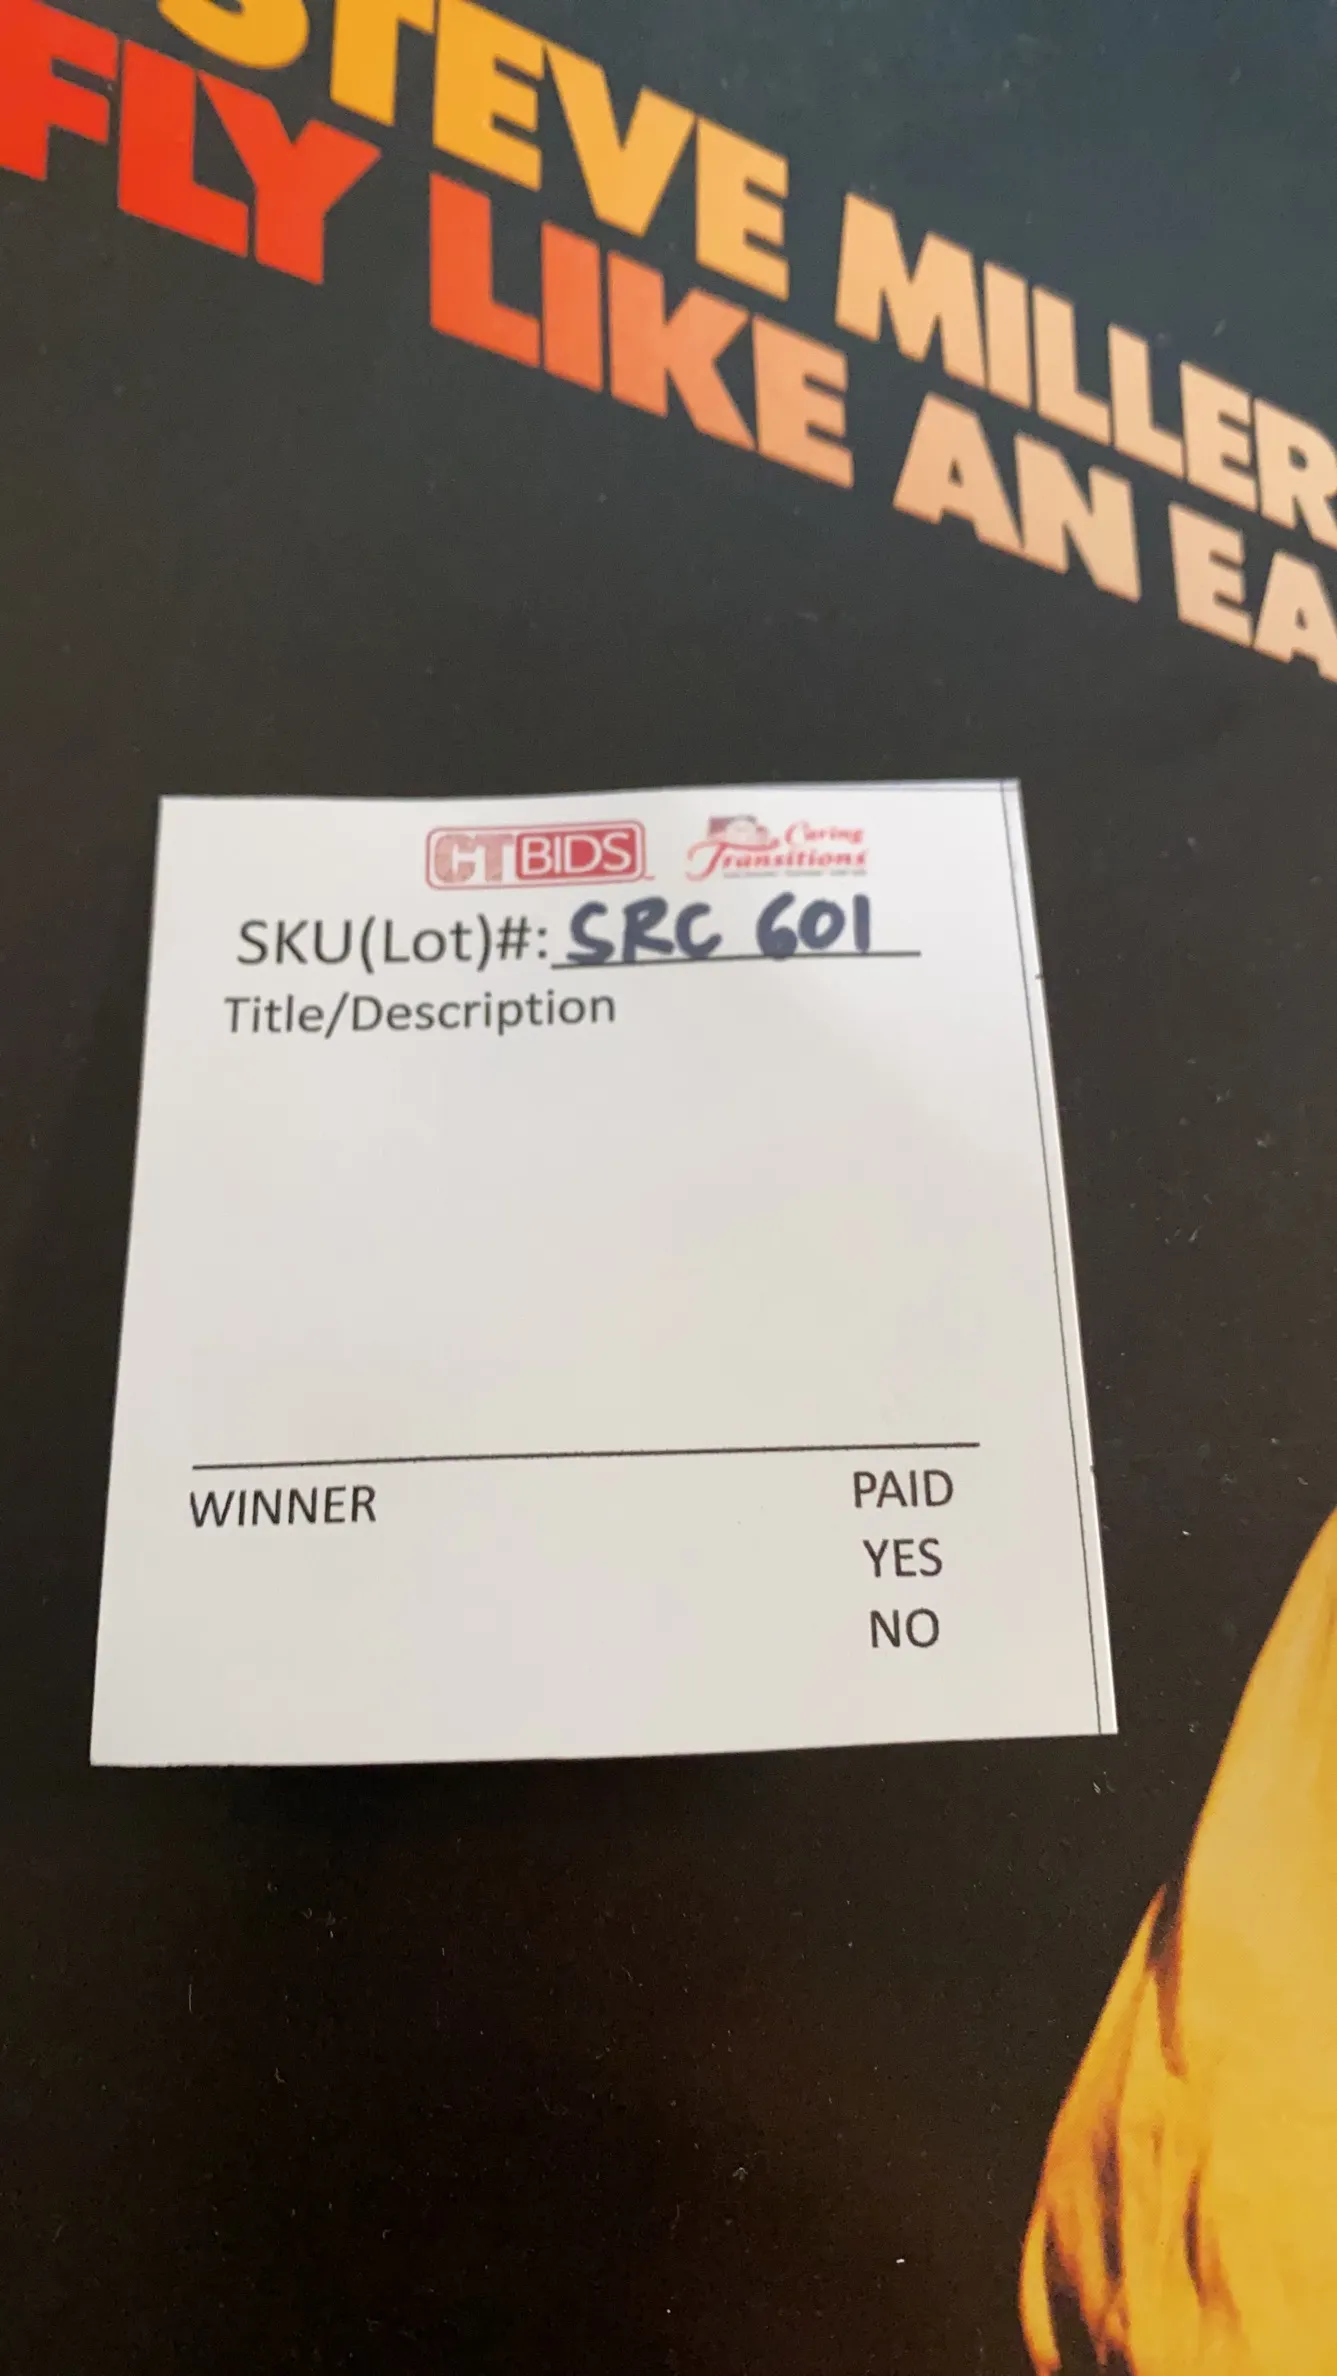 STEVE MILLER
FLY LIKE AN EA
CTBIDS Caring Transitions
SKU(Lot)#: SRC 601
Title/Description
WINNER PAID
YES
NO